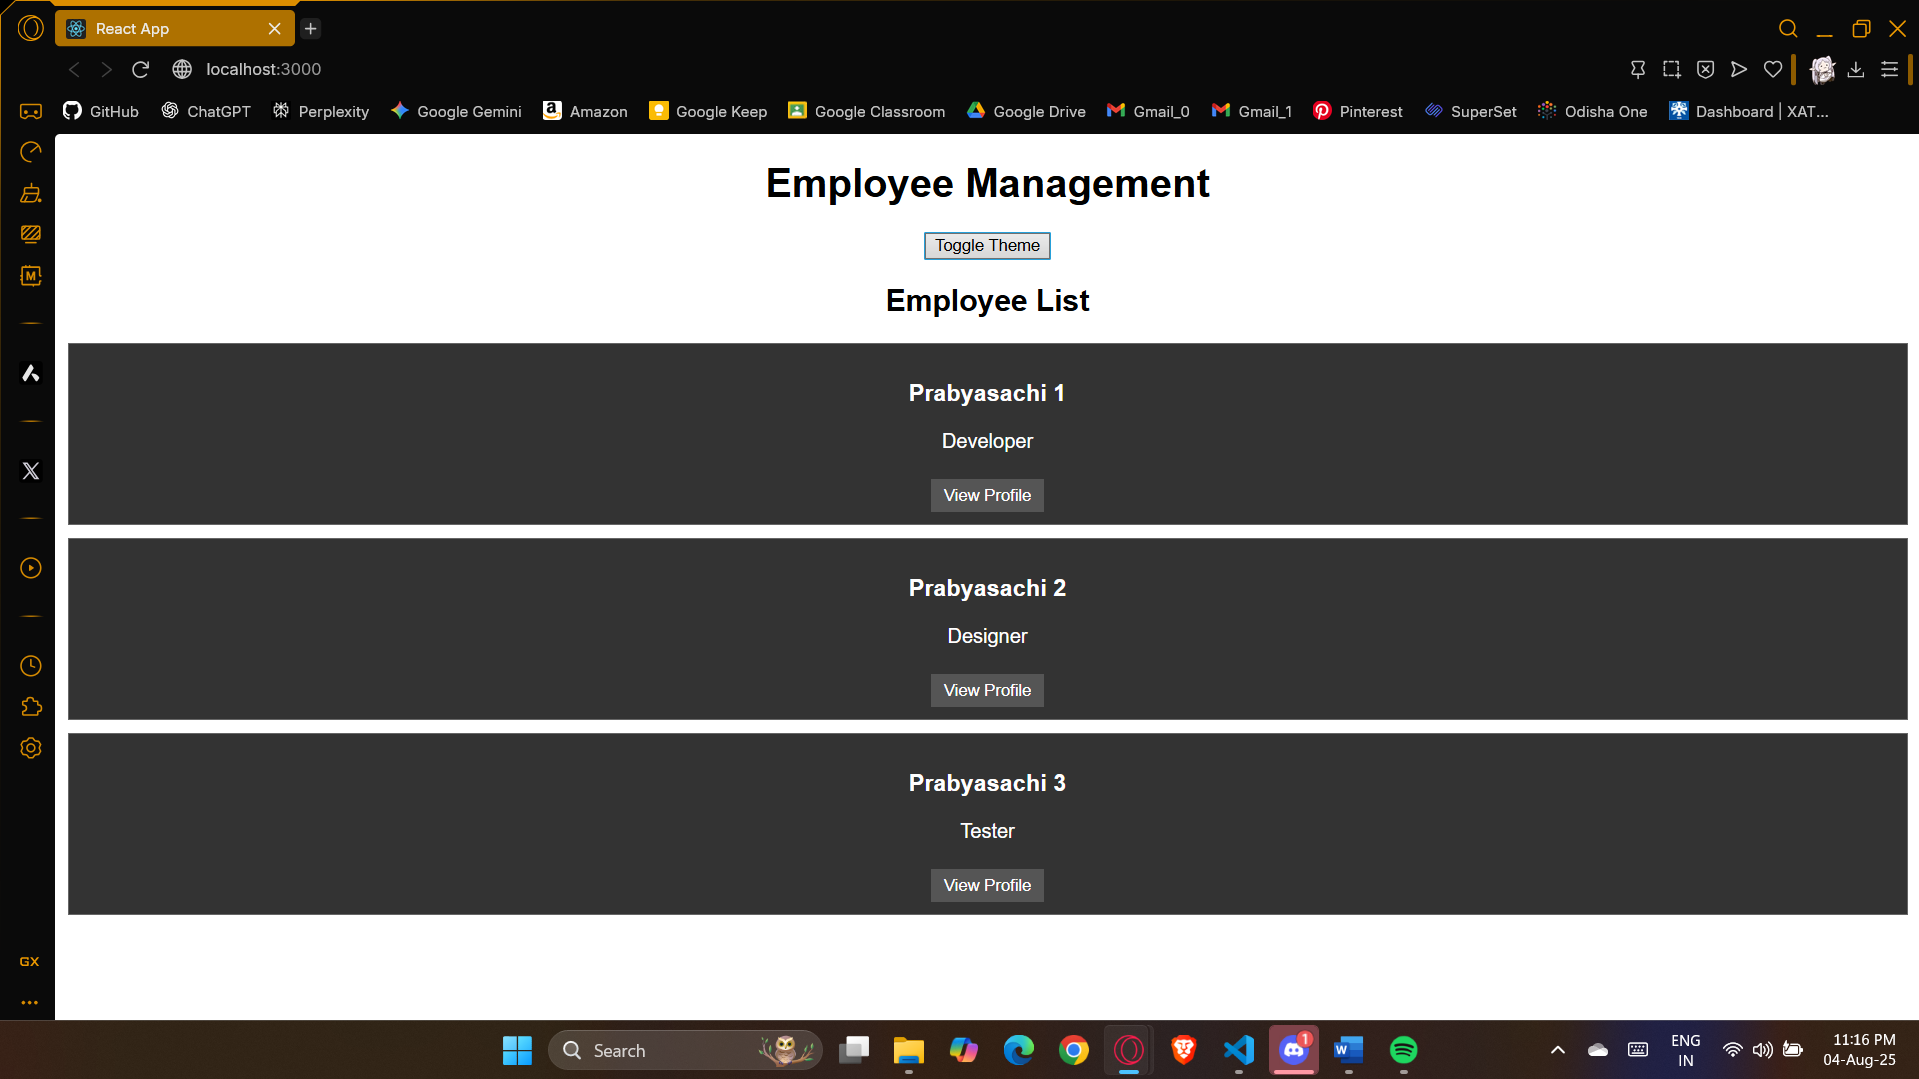 React App
localhost:3000
GitHub ChatGPT Perplexity Google Gemini Amazon Google Keep Google Classroom Google Drive Gmail_0 Gmail_1 Pinterest SuperSet Odisha One Dashboard | XAT...
Employee Management
Toggle Theme
Employee List
Prabyasachi 1
Developer
View Profile
Prabyasachi 2
Designer
View Profile
Prabyasachi 3
Tester
View Profile
M
GX
Search
1
W
ENG
IN
11:16 PM
04-Aug-25